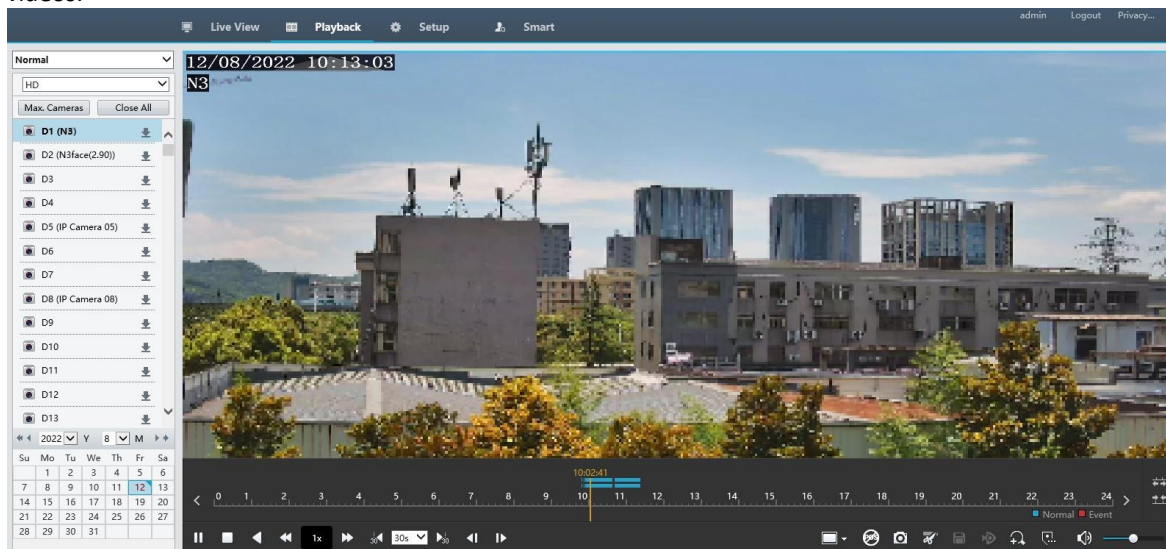 videos.
Live View Playback Setup Smart admin Logout Privacy...
Normal
HD
Max. Cameras Close All
D1 (N3)
D2 (N3face(2.90))
D3
D4
D5 (IP Camera 05)
D6
D7
D8 (IP Camera 08)
D9
D10
D11
D12
D13
2022 Y 8 M
Su Mo Tu We Th Fr Sa
1 2 3 4 5 6
7 8 9 10 11 12 13
14 15 16 17 18 19 20
21 22 23 24 25 26 27
28 29 30 31
12/08/2022 10:13:03
N3
10:02:41
0 1 2 3 4 5 6 7 8 9 10 11 12 13 14 15 16 17 18 19 20 21 22 23 24
Normal Event
1x 30 30s 30